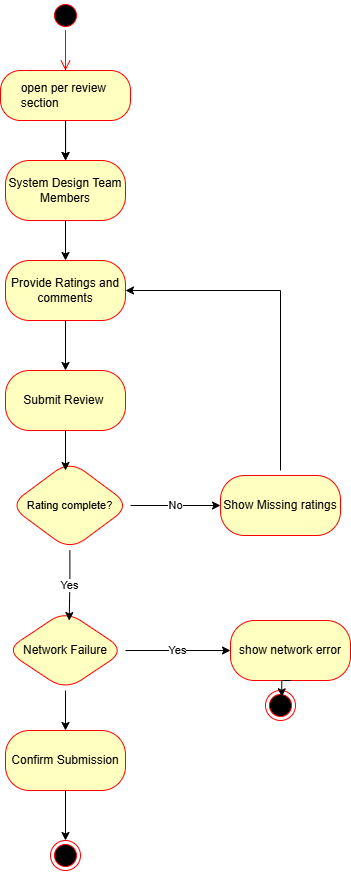 open per review
section
System Design Team
Members
Provide Ratings and
comments
Submit Review
Rating complete?
No
Show Missing ratings
Yes
Network Failure
Yes
show network error
Confirm Submission